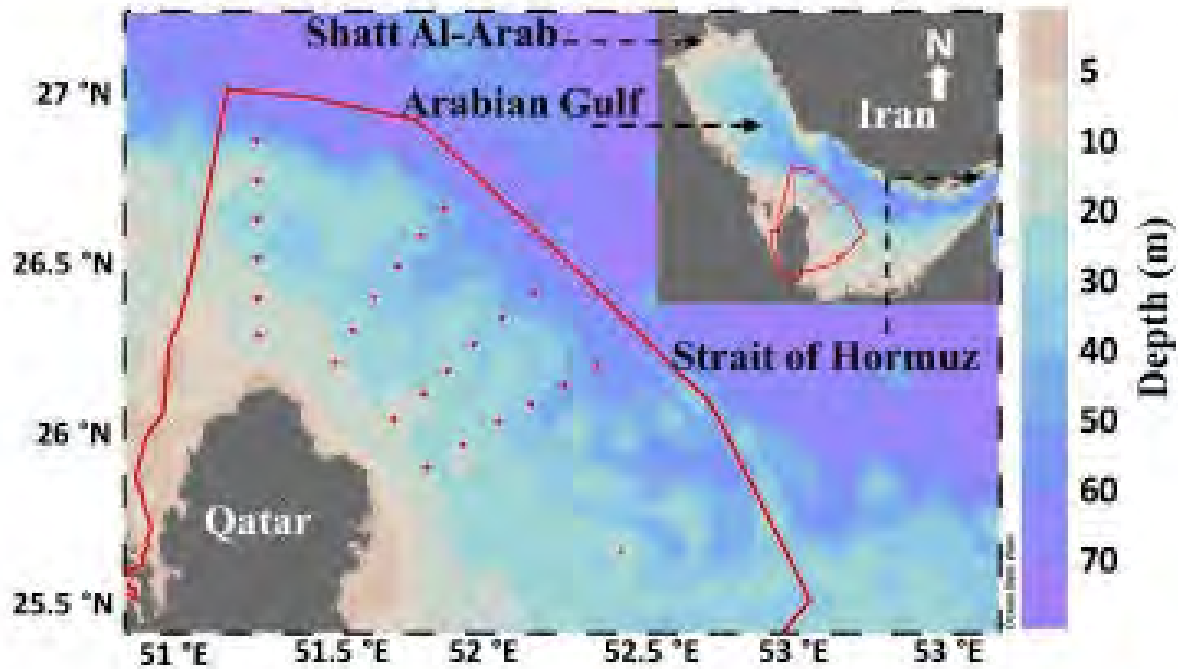 Shatt Al-Arab
N
5
27 °N
Arabian Gulf
Iran
10
20
26.5 °N
30
Strait of Hormuz
40
Depth (m)
50
26 °N
60
Qatar
70
25.5 °N
51 °E
51.5 °E
52 °E
52.5 °E
53 °E
53 °E